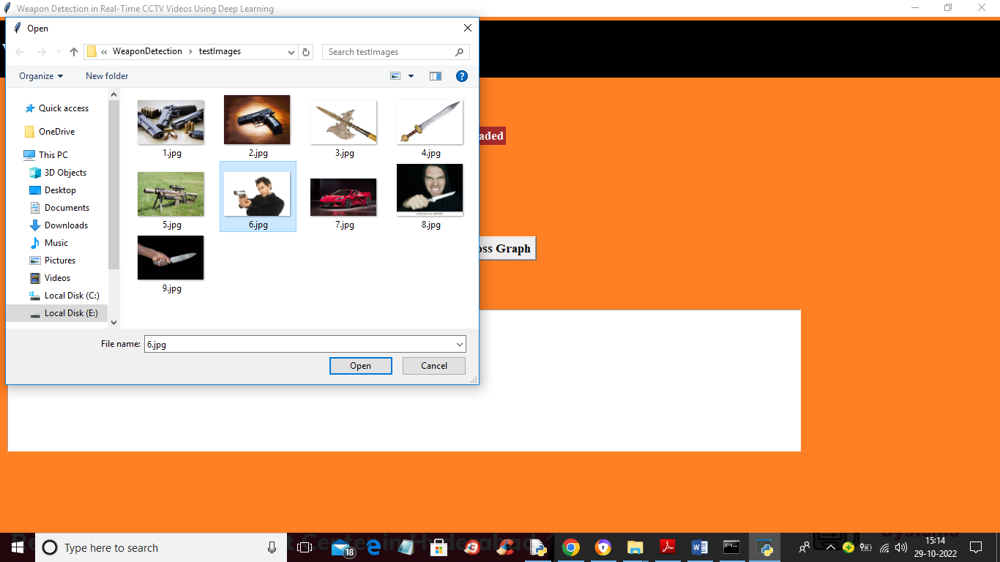 Weapon Detection in Real-Time CCTV Videos Using Deep Learning
Open
« WeaponDetection > testImages
Search testImages
Organize
New folder
Quick access
OneDrive
This PC
3D Objects
Desktop
Documents
Downloads
Music
Pictures
Videos
Local Disk (C:)
Local Disk (E:)
1.jpg
2.jpg
3.jpg
4.jpg
5.jpg
6.jpg
7.jpg
8.jpg
9.jpg
File name:
6.jpg
Open
Cancel
aded
oss Graph
Type here to search
18
15:14
29-10-2022